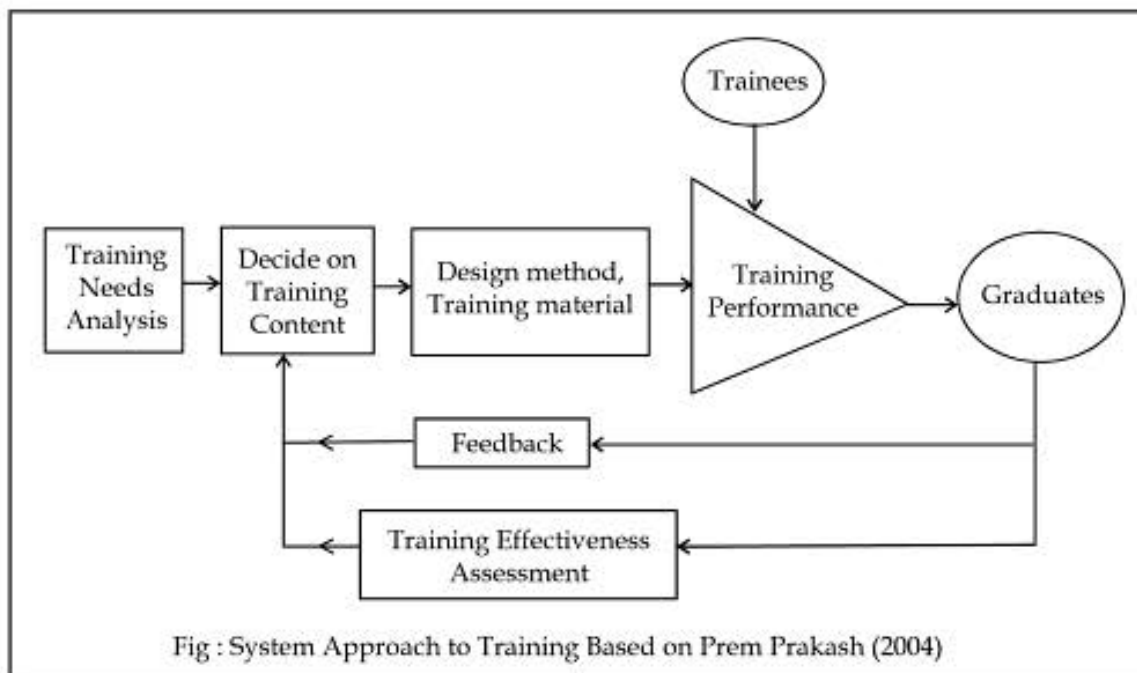 Trainees
Training
Needs
Analysis
Decide on
Training
Content
Design method,
Training material
Training
Performance
Graduates
Feedback
Training Effectiveness
Assessment
Fig : System Approach to Training Based on Prem Prakash (2004)